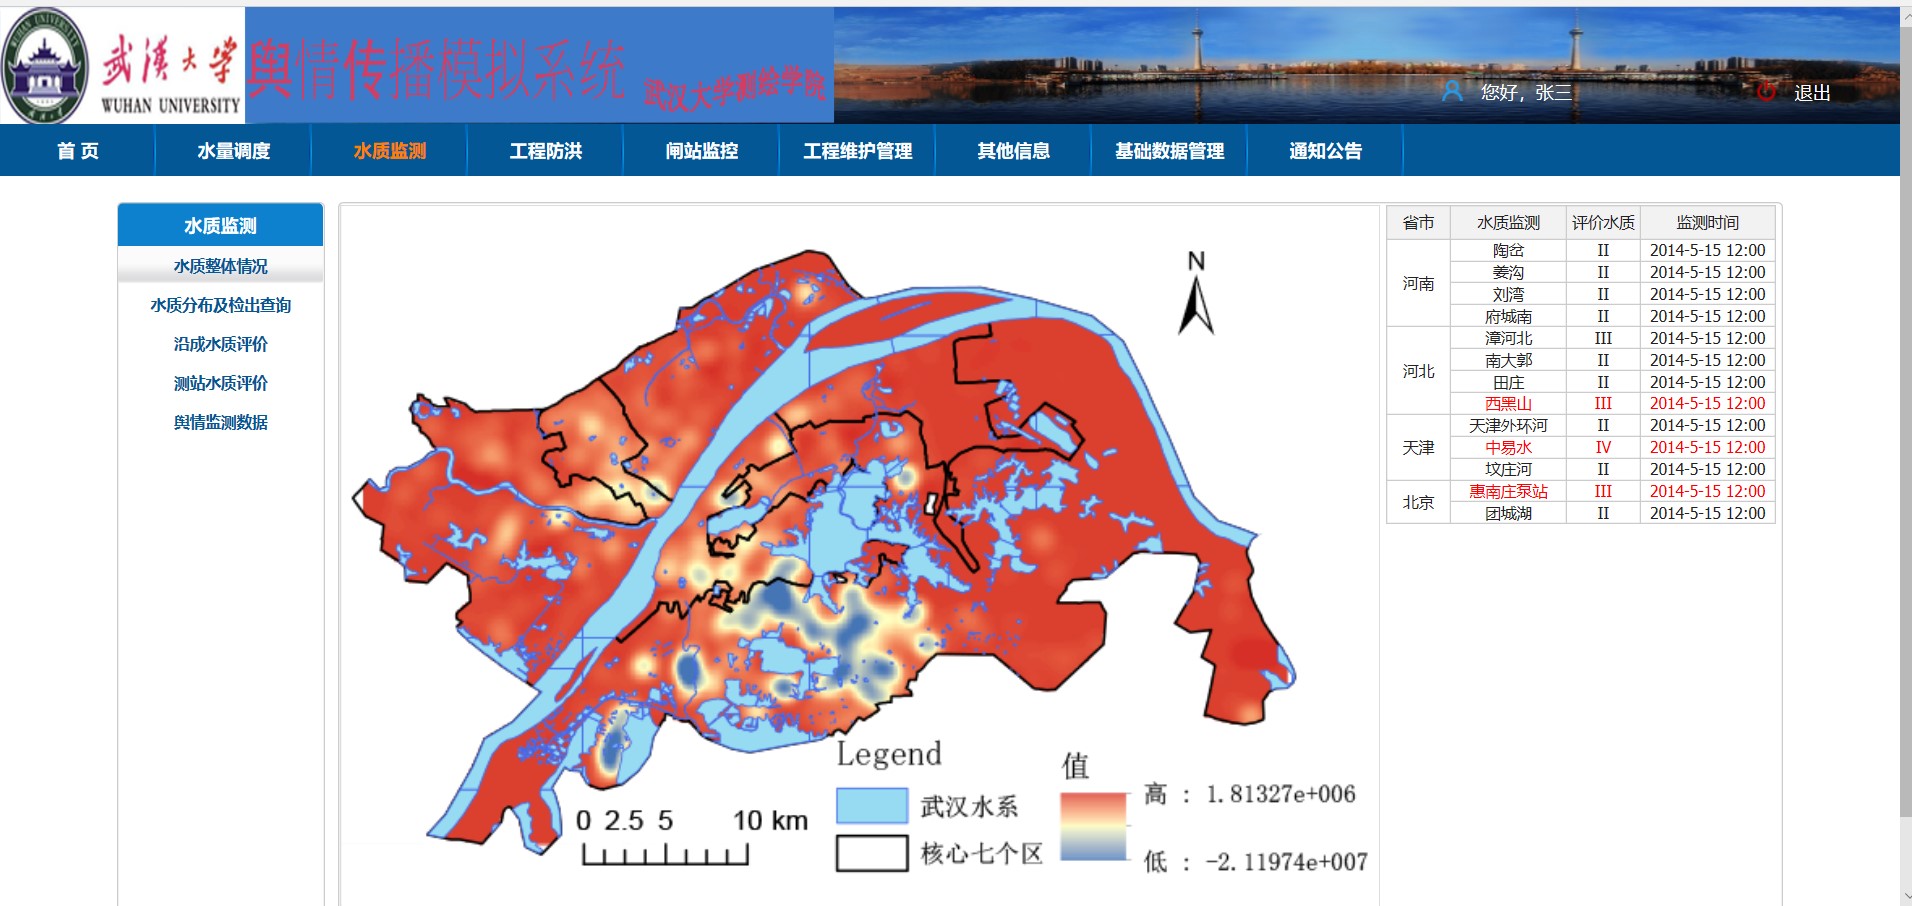 武漢大学
WUHAN UNIVERSITY
舆情传播模拟系统
武汉大学测绘学院
您好，张三
退出
首 页
水量调度
水质监测
工程防洪
闸站监控
工程维护管理
其他信息
基础数据管理
通知公告
水质监测
水质整体情况
水质分布及检出查询
沿成水质评价
测站水质评价
舆情监测数据
N
Legend
武汉水系
核心七个区
值
高 : 1.81327e+006
低 : -2.11974e+007
0 2.5 5 10 km
省市 水质监测 评价水质 监测时间
河南
陶岔 II 2014-5-15 12:00
姜沟 II 2014-5-15 12:00
刘湾 II 2014-5-15 12:00
府城南 II 2014-5-15 12:00
河北
漳河北 III 2014-5-15 12:00
南大郭 II 2014-5-15 12:00
田庄 II 2014-5-15 12:00
西黑山 III 2014-5-15 12:00
天津
天津外环河 II 2014-5-15 12:00
中易水 IV 2014-5-15 12:00
坟庄河 II 2014-5-15 12:00
北京
惠南庄泵站 III 2014-5-15 12:00
团城湖 II 2014-5-15 12:00